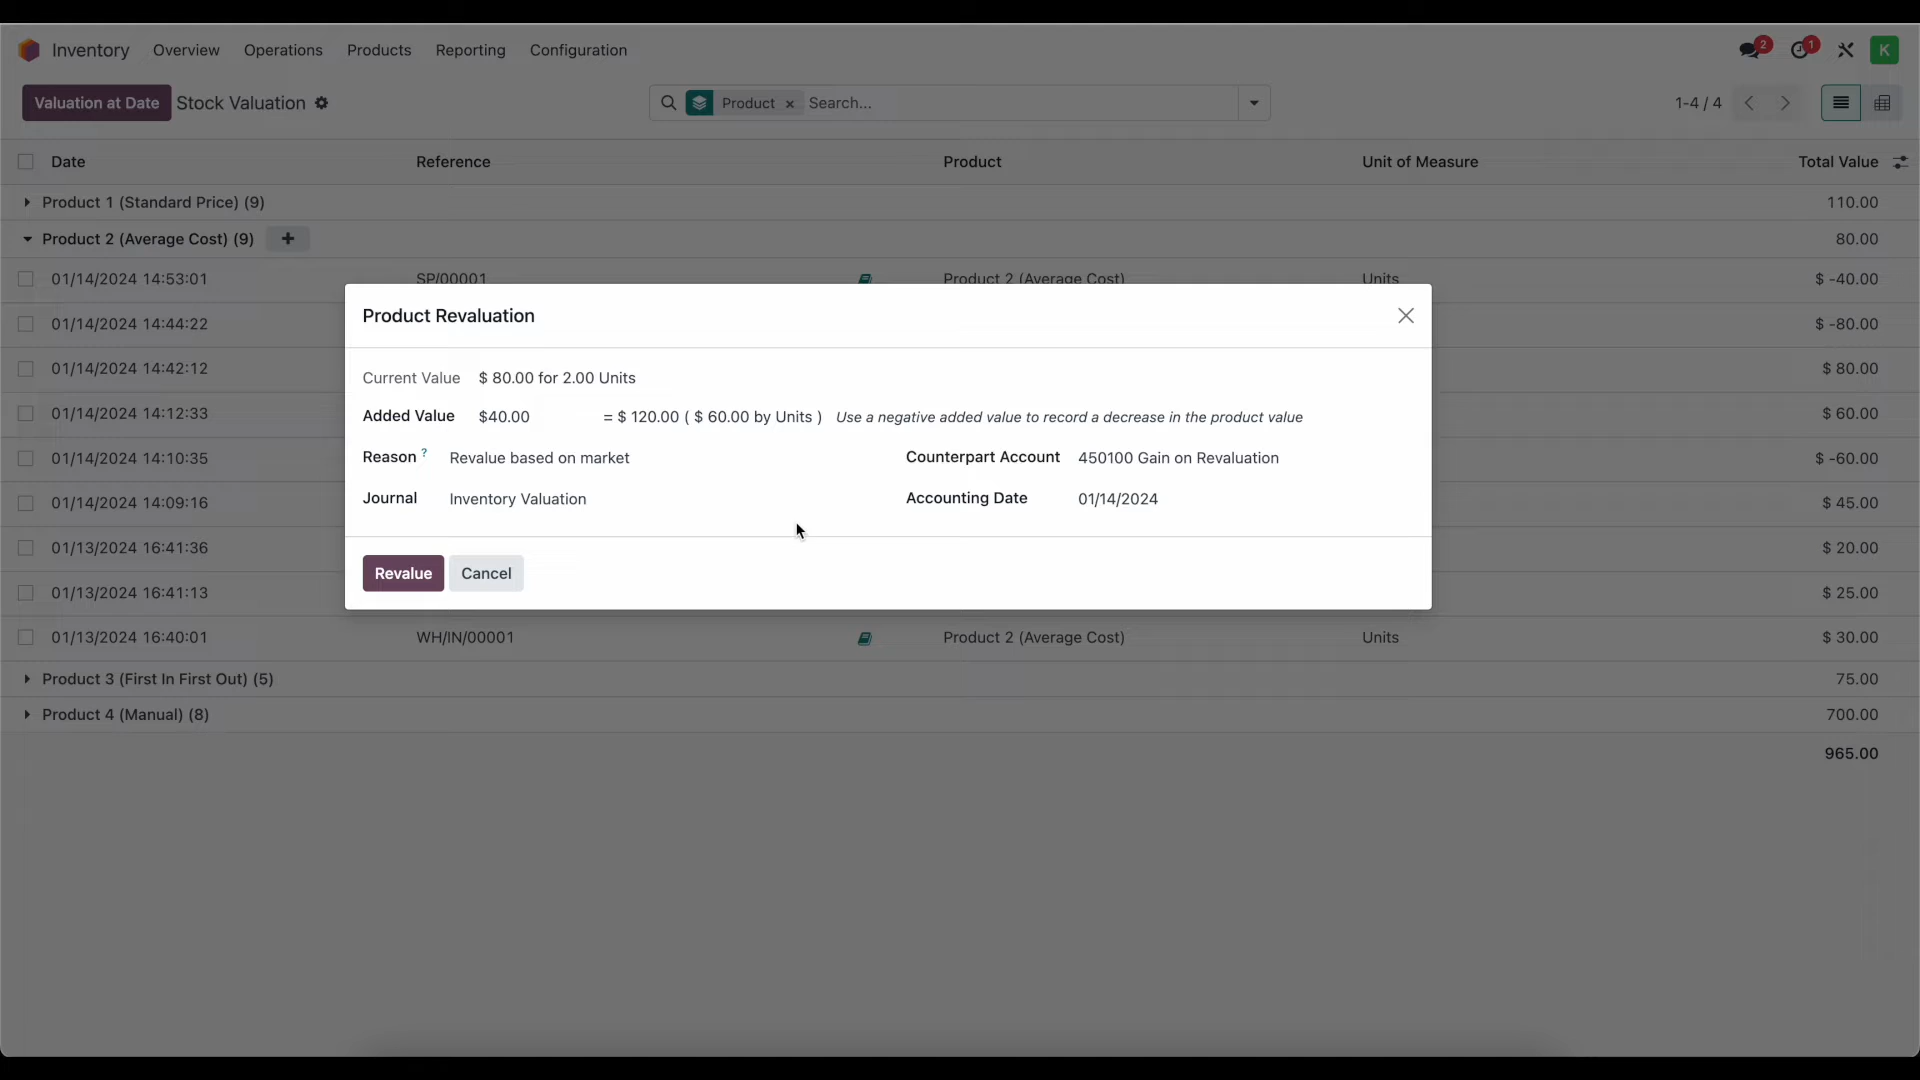 Inventory Overview Operations Products Reporting Configuration 2 1 K
Valuation at Date Stock Valuation Product × Search... 1-4 / 4
Date Reference Product Unit of Measure Total Value
Product 1 (Standard Price) (9) 110.00
Product 2 (Average Cost) (9) + 80.00
01/14/2024 14:53:01 SP/00001 Product 2 (Average Cost) Units $ -40.00
Product Revaluation
01/14/2024 14:44:22 $ -80.00
01/14/2024 14:42:12 $ 80.00
Current Value $ 80.00 for 2.00 Units
01/14/2024 14:12:33 $ 60.00
Added Value $40.00 = $ 120.00 ( $ 60.00 by Units ) Use a negative added value to record a decrease in the product value
01/14/2024 14:10:35 $ -60.00
Reason ? Revalue based on market Counterpart Account 450100 Gain on Revaluation
Journal Inventory Valuation Accounting Date 01/14/2024
01/14/2024 14:09:16 $ 45.00
01/13/2024 16:41:36 $ 20.00
Revalue Cancel
01/13/2024 16:41:13 $ 25.00
01/13/2024 16:40:01 WH/IN/00001 Product 2 (Average Cost) Units $ 30.00
Product 3 (First In First Out) (5) 75.00
Product 4 (Manual) (8) 700.00
965.00